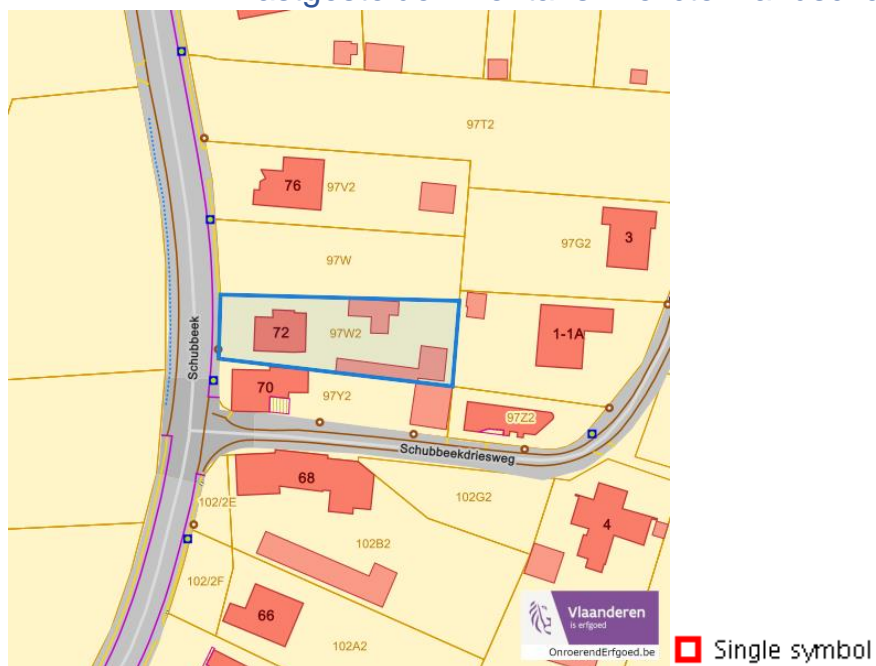 97T2
76
97V2
97G2
3
97W
72
97W2
1-1A
Schubbeek
70
97Y2
97Z2
Schubbeekdriesweg
68
102G2
102/2E
4
102B2
102/2F
66
102A2
Vlaanderen
is erfgoed
OnroerendErfgoed.be
Single symbol